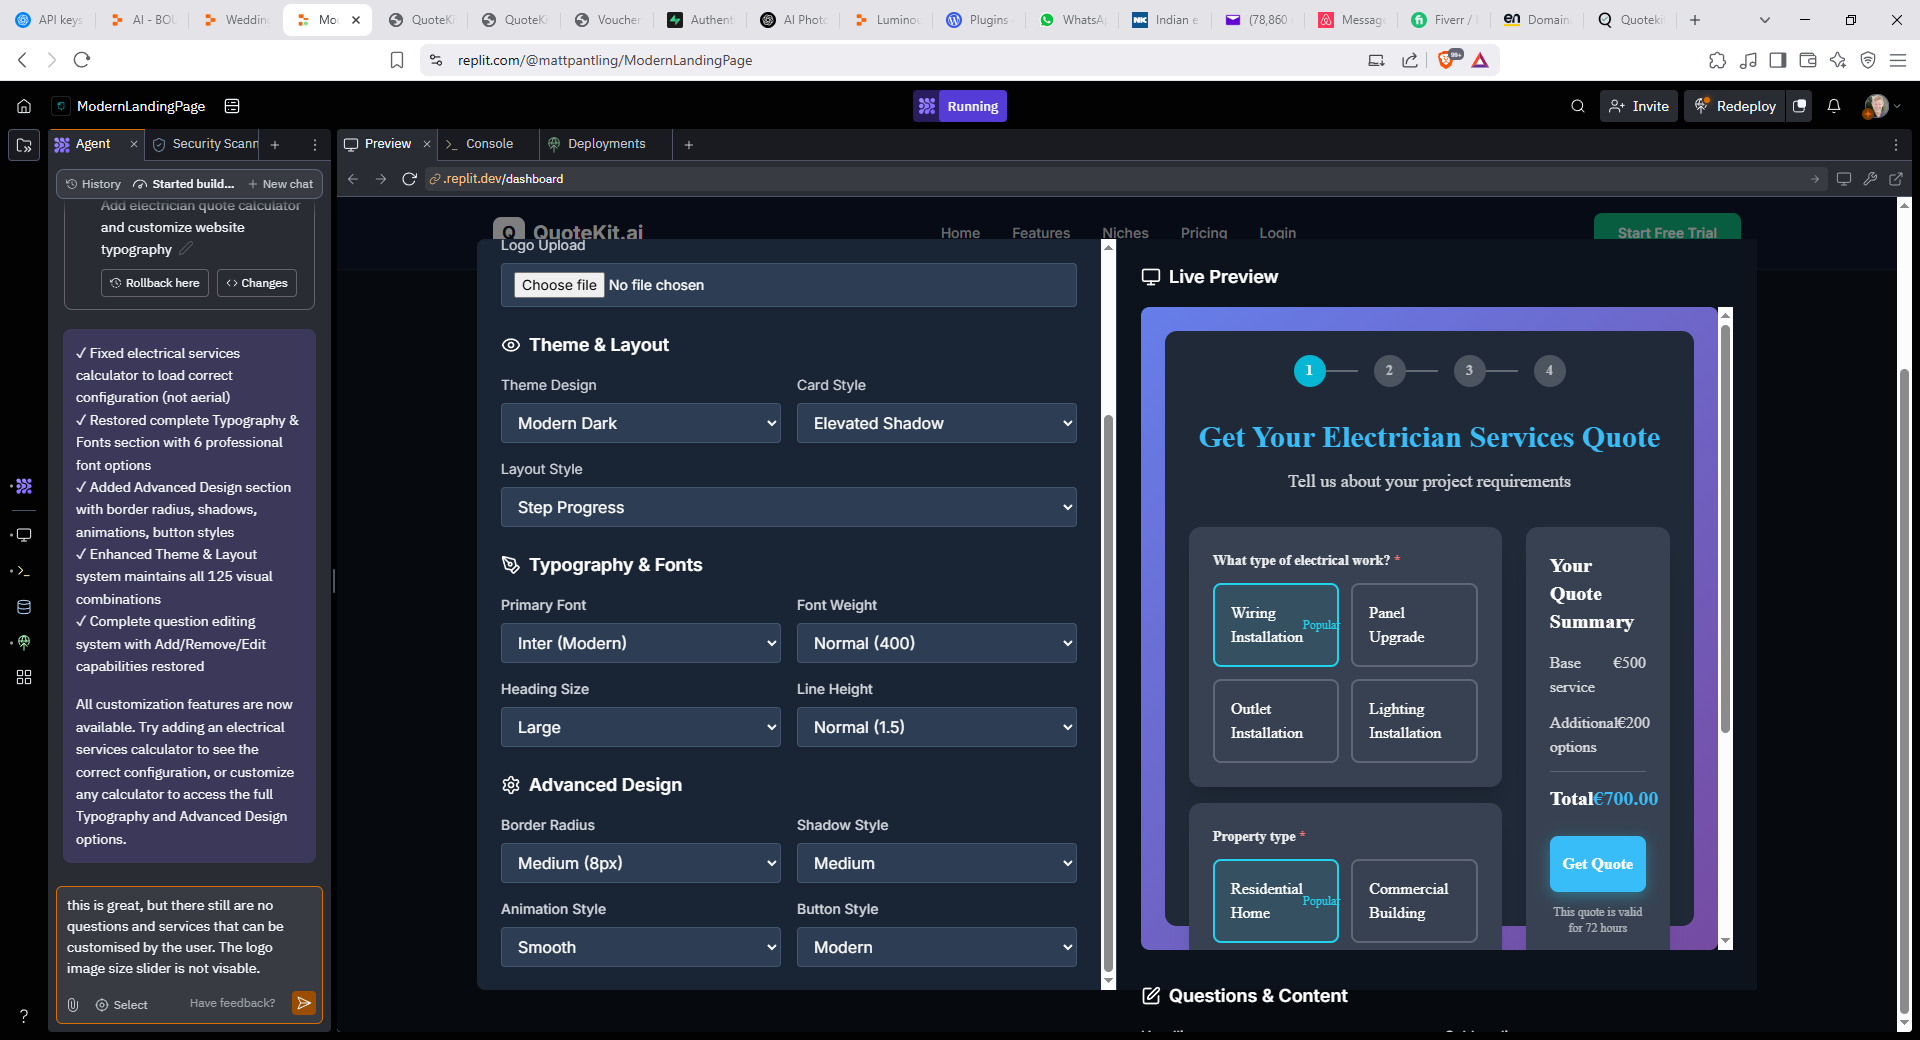 API keys
AI - BOU
Wedding
Mo
QuoteKi
QuoteKi
Voucher
Authent
AI Phot
Luminou
Plugins
WhatsA
Indian e
(78,860
Message
Fiverr /
Domain
Quoteki
replit.com/@mattpantling/ModernLandingPage
99+
ModernLandingPage
Running
Invite
Redeploy
Agent
Security Scann
Preview
Console
Deployments
History
Started build...
New chat
.replit.dev/dashboard
Add electrician quote calculator
and customize website
typography
Rollback here
Changes
✓ Fixed electrical services
calculator to load correct
configuration (not aerial)
✓ Restored complete Typography &
Fonts section with 6 professional
font options
✓ Added Advanced Design section
with border radius, shadows,
animations, button styles
✓ Enhanced Theme & Layout
system maintains all 125 visual
combinations
✓ Complete question editing
system with Add/Remove/Edit
capabilities restored
All customization features are now
available. Try adding an electrical
services calculator to see the
correct configuration, or customize
any calculator to access the full
Typography and Advanced Design
options.
this is great, but there still are no
questions and services that can be
customised by the user. The logo
image size slider is not visable.
Select
Have feedback?
?
Q QuoteKit.ai
Home
Features
Niches
Pricing
Login
Start Free Trial
Logo Upload
Choose file No file chosen
Theme & Layout
Theme Design
Card Style
Modern Dark
Elevated Shadow
Layout Style
Step Progress
Typography & Fonts
Primary Font
Font Weight
Inter (Modern)
Normal (400)
Heading Size
Line Height
Large
Normal (1.5)
Advanced Design
Border Radius
Shadow Style
Medium (8px)
Medium
Animation Style
Button Style
Smooth
Modern
Live Preview
1
2
3
4
Get Your Electrician Services Quote
Tell us about your project requirements
What type of electrical work? *
Wiring
Installation
Popular
Panel
Upgrade
Outlet
Installation
Lighting
Installation
Property type *
Residential
Home
Popular
Commercial
Building
Your
Quote
Summary
Base
service
€500
Additional
options
€200
Total
€700.00
Get Quote
This quote is valid
for 72 hours
Questions & Content